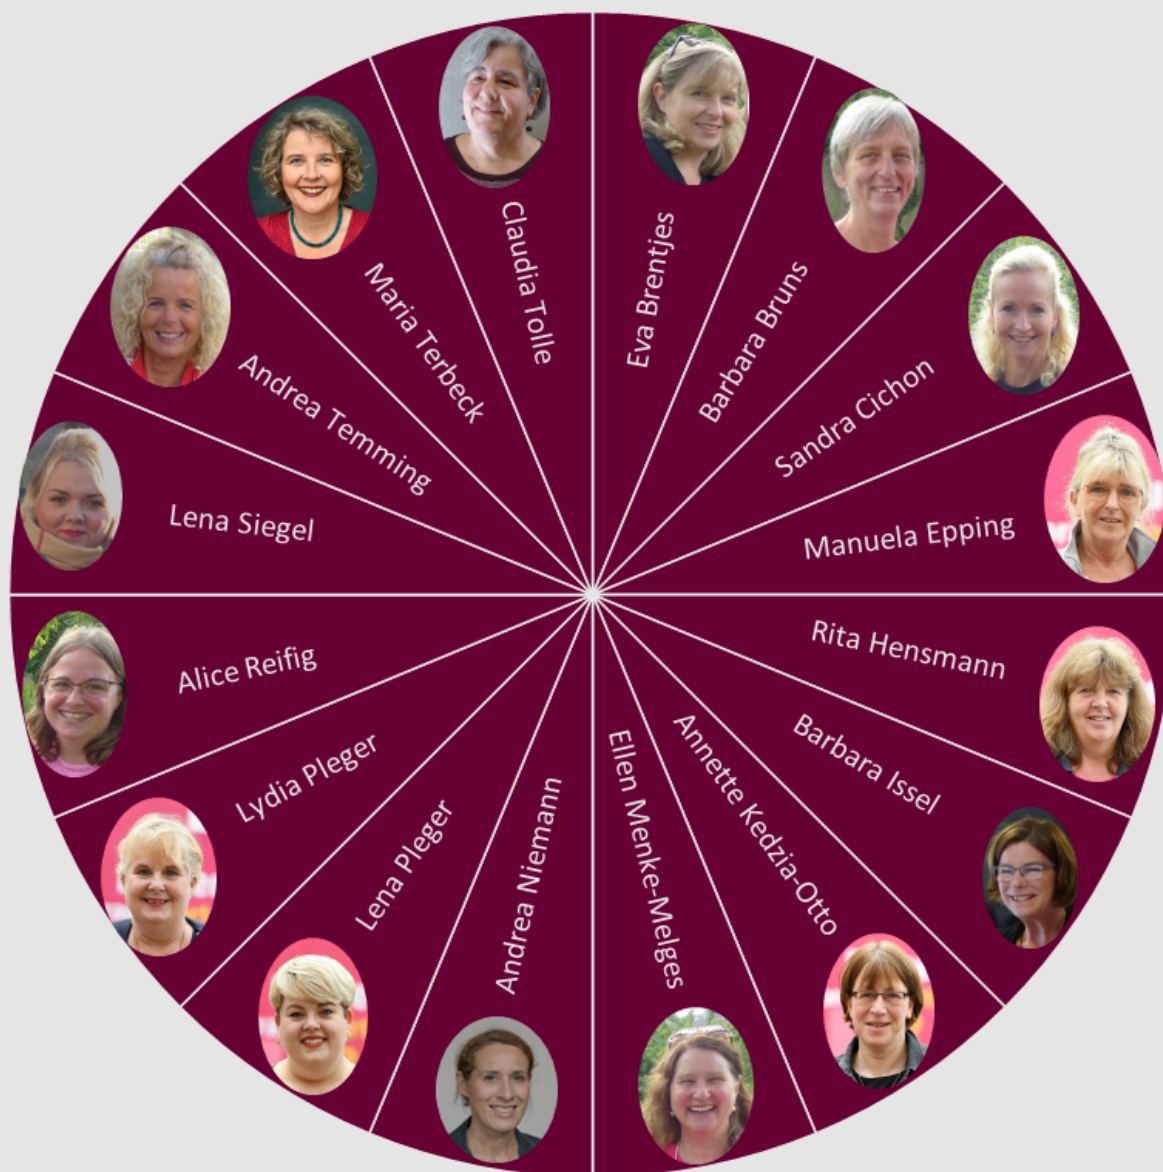 Eva Brentjes
Barbara Bruns
Sandra Cichon
Manuela Epping
Rita Hensmann
Barbara Issel
Annette Kedzia-Otto
Ellen Menke-Melges
Andrea Niemann
Lena Pleger
Lydia Pleger
Alice Reifig
Lena Siegel
Andrea Temming
Maria Terbeck
Claudia Tolle